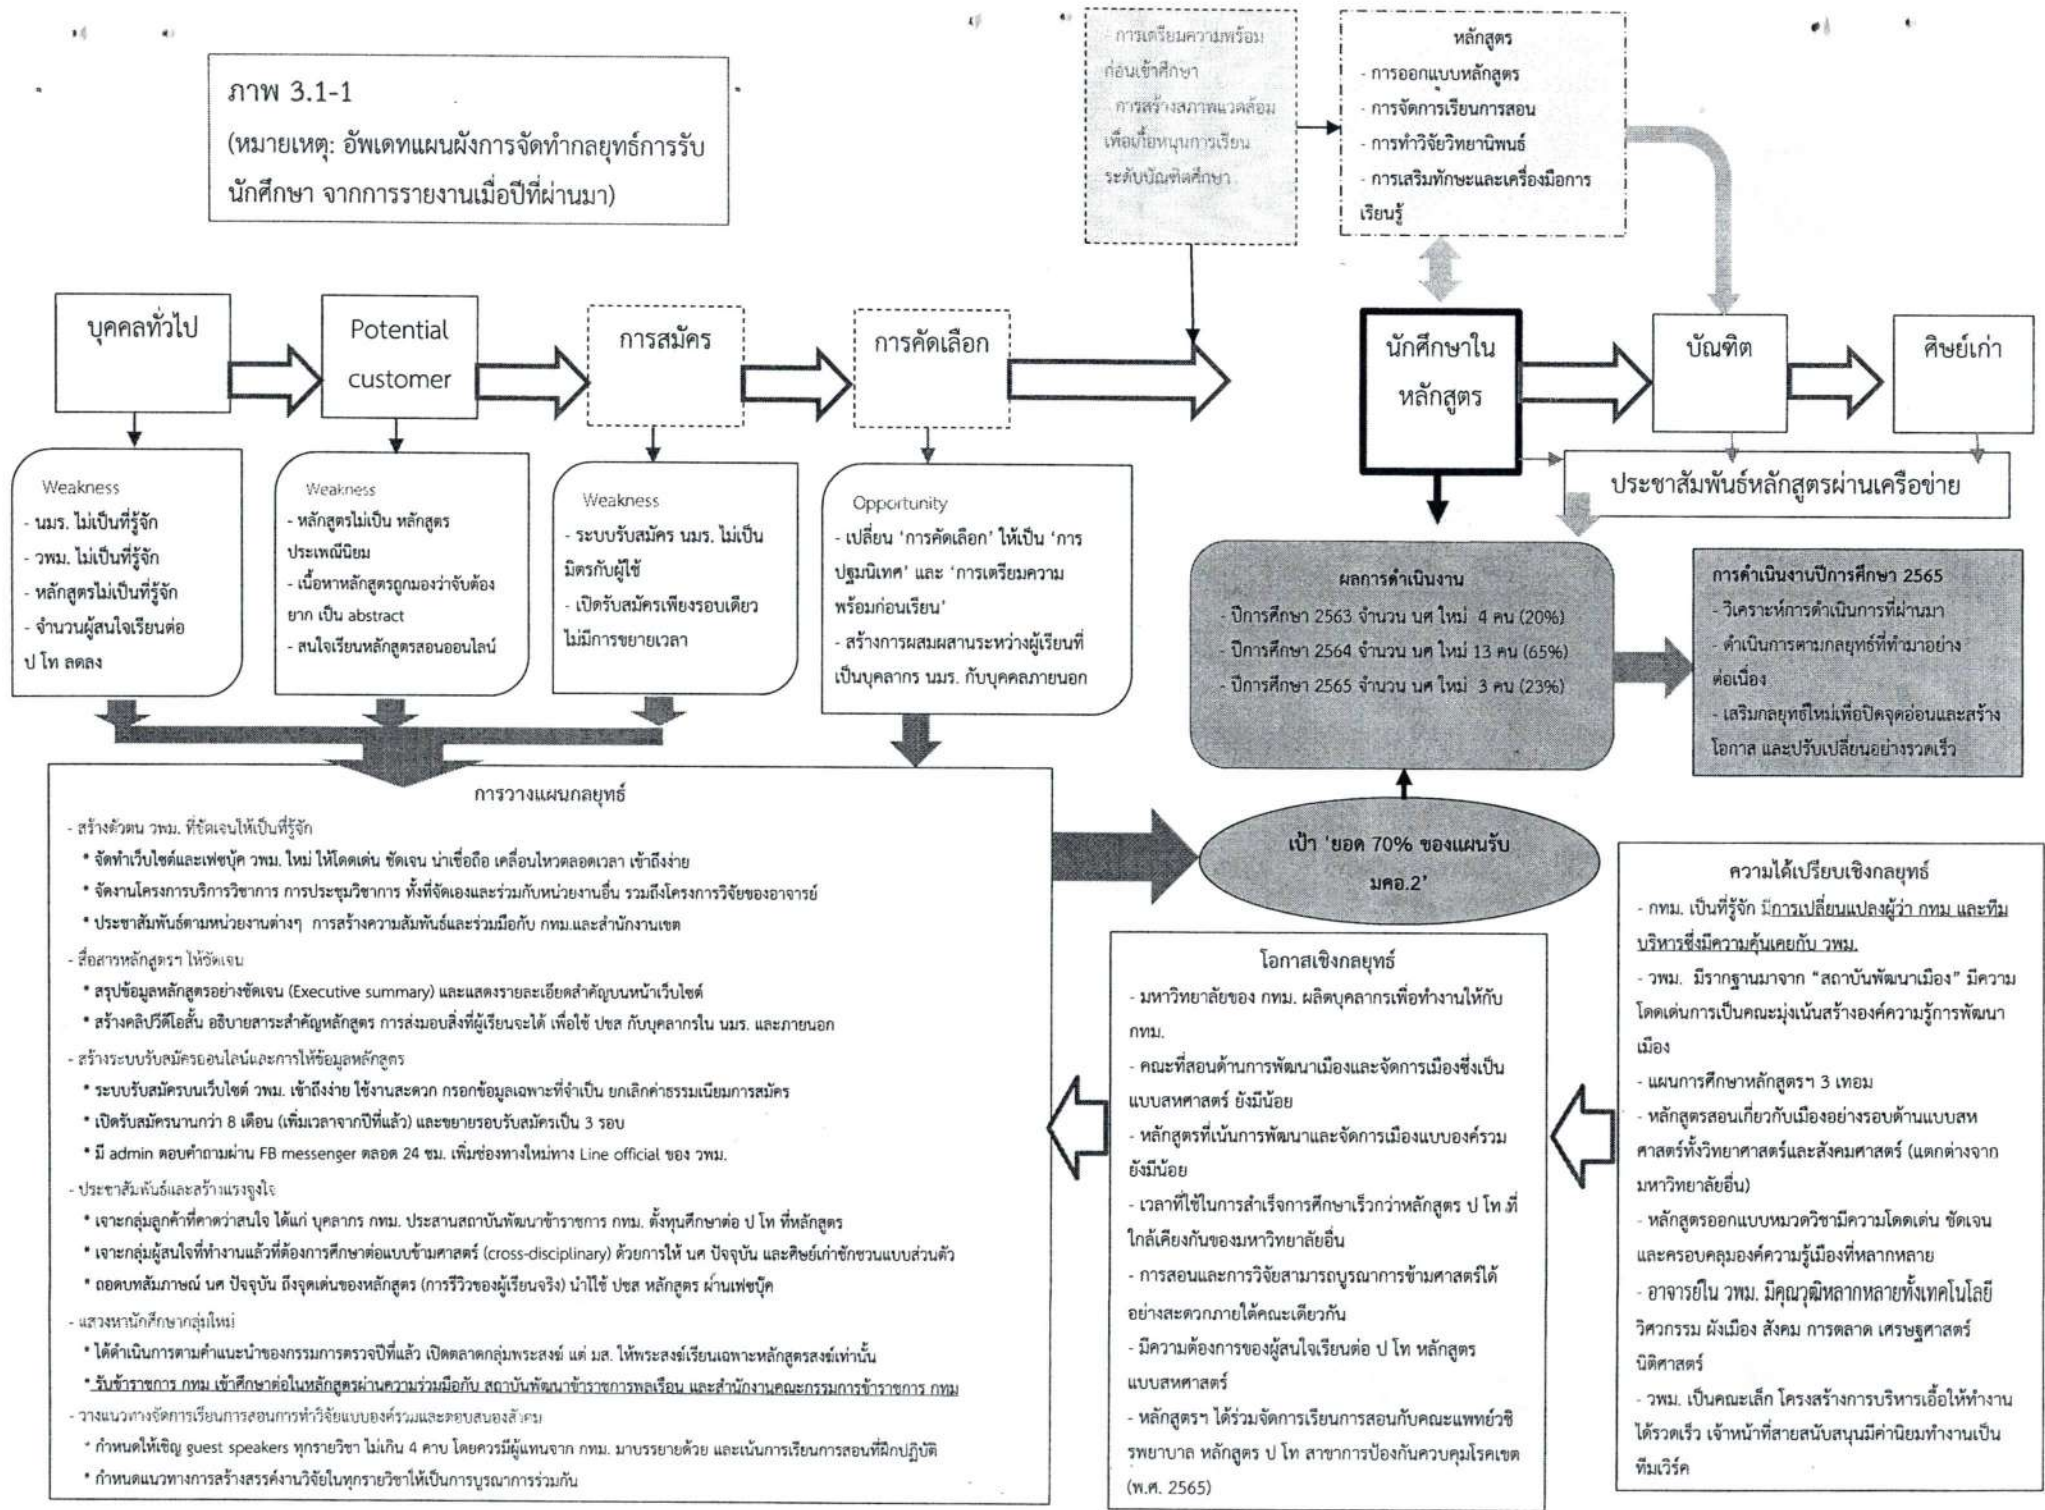 ภาพ 3.1-1
(หมายเหตุ: อัพเดทแผนผังการจัดทำกลยุทธ์การรับ
นักศึกษา จากการรายงานเมื่อปีที่ผ่านมา)
- การเตรียมความพร้อม
ก่อนเข้าศึกษา
- การสร้างสภาพแวดล้อม
เพื่อเกื้อหนุนการเรียน
ระดับบัณฑิตศึกษา
หลักสูตร
- การออกแบบหลักสูตร
- การจัดการเรียนการสอน
- การทำวิจัยวิทยานิพนธ์
- การเสริมทักษะและเครื่องมือการ
เรียนรู้
บุคคลทั่วไป
Potential
customer
การสมัคร
การคัดเลือก
นักศึกษาใน
หลักสูตร
บัณฑิต
ศิษย์เก่า
ประชาสัมพันธ์หลักสูตรผ่านเครือข่าย
Weakness
- นมร. ไม่เป็นที่รู้จัก
- วพม. ไม่เป็นที่รู้จัก
- หลักสูตรไม่เป็นที่รู้จัก
- จำนวนผู้สนใจเรียนต่อ
ป โท ลดลง
Weakness
- หลักสูตรไม่เป็น หลักสูตร
ประเพณีนิยม
- เนื้อหาหลักสูตรถูกมองว่าจับต้อง
ยาก เป็น abstract
- สนใจเรียนหลักสูตรสอนออนไลน์
Weakness
- ระบบรับสมัคร นมร. ไม่เป็น
มิตรกับผู้ใช้
- เปิดรับสมัครเพียงรอบเดียว
ไม่มีการขยายเวลา
Opportunity
- เปลี่ยน 'การคัดเลือก' ให้เป็น 'การ
ปฐมนิเทศ' และ 'การเตรียมความ
พร้อมก่อนเรียน'
- สร้างการผสมผสานระหว่างผู้เรียนที่
เป็นบุคลากร นมร. กับบุคคลภายนอก
ผลการดำเนินงาน
- ปีการศึกษา 2563 จำนวน นศ ใหม่ 4 คน (20%)
- ปีการศึกษา 2564 จำนวน นศ ใหม่ 13 คน (65%)
- ปีการศึกษา 2565 จำนวน นศ ใหม่ 3 คน (23%)
การดำเนินงานปีการศึกษา 2565
- วิเคราะห์การดำเนินการที่ผ่านมา
- ดำเนินการตามกลยุทธ์ที่ทำมาอย่าง
ต่อเนื่อง
- เสริมกลยุทธ์ใหม่เพื่อปิดจุดอ่อนและสร้าง
โอกาส และปรับเปลี่ยนอย่างรวดเร็ว
การวางแผนกลยุทธ์
- สร้างตัวตน วพม. ที่ชัดเจนให้เป็นที่รู้จัก
* จัดทำเว็บไซต์และเฟซบุ้ค วพม. ใหม่ ให้โดดเด่น ชัดเจน น่าเชื่อถือ เคลื่อนไหวตลอดเวลา เข้าถึงง่าย
* จัดงานโครงการบริการวิชาการ การประชุมวิชาการ ทั้งที่จัดเองและร่วมกับหน่วยงานอื่น รวมถึงโครงการวิจัยของอาจารย์
* ประชาสัมพันธ์ตามหน่วยงานต่างๆ การสร้างความสัมพันธ์และร่วมมือกับ กทม.และสำนักงานเขต
- สื่อสารหลักสูตรฯ ให้ชัดเจน
* สรุปข้อมูลหลักสูตรอย่างชัดเจน (Executive summary) และแสดงรายละเอียดสำคัญบนหน้าเว็บไซต์
* สร้างคลิปวีดีโอสั้น อธิบายสาระสำคัญหลักสูตร การส่งมอบสิ่งที่ผู้เรียนจะได้ เพื่อใช้ ปชส กับบุคลากรใน นมร. และภายนอก
- สร้างระบบรับสมัครออนไลน์และการให้ข้อมูลหลักสูตร
* ระบบรับสมัครบนเว็บไซต์ วพม. เข้าถึงง่าย ใช้งานสะดวก กรอกข้อมูลเฉพาะที่จำเป็น ยกเลิกค่าธรรมเนียมการสมัคร
* เปิดรับสมัครนานกว่า 8 เดือน (เพิ่มเวลาจากปีที่แล้ว) และขยายรอบรับสมัครเป็น 3 รอบ
* มี admin ตอบคำถามผ่าน FB messenger ตลอด 24 ชม. เพิ่มช่องทางใหม่ทาง Line official ของ วพม.
- ประชาสัมพันธ์และสร้างแรงจูงใจ
* เจาะกลุ่มลูกค้าที่คาดว่าสนใจ ได้แก่ บุคลากร กทม. ประสานสถาบันพัฒนาข้าราชการ กทม. ตั้งทุนศึกษาต่อ ป โท ที่หลักสูตร
* เจาะกลุ่มผู้สนใจที่ทำงานแล้วที่ต้องการศึกษาต่อแบบข้ามศาสตร์ (cross-disciplinary) ด้วยการให้ นศ ปัจจุบัน และศิษย์เก่าชักชวนแบบส่วนตัว
* ถอดบทสัมภาษณ์ นศ ปัจจุบัน ถึงจุดเด่นของหลักสูตร (การรีวิวของผู้เรียนจริง) นำไใช้ ปชส หลักสูตร ผ่านเฟซบุ๊ค
- แสวงหานักศึกษากลุ่มใหม่
* ได้ดำเนินการตามคำแนะนำของกรรมการตรวจปีที่แล้ว เปิดตลาดกลุ่มพระสงฆ์ แต่ มส. ให้พระสงฆ์เรียนเฉพาะหลักสูตรสงฆ์เท่านั้น
* รับข้าราชการ กทม เข้าศึกษาต่อในหลักสูตรผ่านความร่วมมือกับ สถาบันพัฒนาข้าราชการพลเรือน และสำนักงานคณะกรรมการข้าราชการ กทม
- วางแนวทางจัดการเรียนการสอนการทำวิจัยแบบองค์รวมและตอบสนองสังคม
* กำหนดให้เชิญ guest speakers ทุกรายวิชา ไม่เกิน 4 คาบ โดยควรมีผู้แทนจาก กทม. มาบรรยายด้วย และเน้นการเรียนการสอนที่ฝึกปฏิบัติ
* กำหนดแนวทางการสร้างสรรค์งานวิจัยในทุกรายวิชาให้เป็นการบูรณาการร่วมกัน
เป้า 'ยอด 70% ของแผนรับ
มคอ.2'
โอกาสเชิงกลยุทธ์
- มหาวิทยาลัยของ กทม. ผลิตบุคลากรเพื่อทำงานให้กับ
กทม.
- คณะที่สอนด้านการพัฒนาเมืองและจัดการเมืองซึ่งเป็น
แบบสหศาสตร์ ยังมีน้อย
- หลักสูตรที่เน้นการพัฒนาและจัดการเมืองแบบองค์รวม
ยังมีน้อย
- เวลาที่ใช้ในการสำเร็จการศึกษาเร็วกว่าหลักสูตร ป โท ที่
ใกล้เคียงกันของมหาวิทยาลัยอื่น
- การสอนและการวิจัยสามารถบูรณาการข้ามศาสตร์ได้
อย่างสะดวกภายใต้คณะเดียวกัน
- มีความต้องการของผู้สนใจเรียนต่อ ป โท หลักสูตร
แบบสหศาสตร์
- หลักสูตรฯ ได้ร่วมจัดการเรียนการสอนกับคณะแพทย์วชิ
รพยาบาล หลักสูตร ป โท สาขาการป้องกันควบคุมโรคเขต
(พ.ศ. 2565)
ความได้เปรียบเชิงกลยุทธ์
- กทม. เป็นที่รู้จัก มีการเปลี่ยนแปลงผู้ว่า กทม และทีม
บริหารซึ่งมีความคุ้นเคยกับ วพม.
- วพม. มีรากฐานมาจาก "สถาบันพัฒนาเมือง" มีความ
โดดเด่นการเป็นคณะมุ่งเน้นสร้างองค์ความรู้การพัฒนา
เมือง
- แผนการศึกษาหลักสูตรฯ 3 เทอม
- หลักสูตรสอนเกี่ยวกับเมืองอย่างรอบด้านแบบสห
ศาสตร์ทั้งวิทยาศาสตร์และสังคมศาสตร์ (แตกต่างจาก
มหาวิทยาลัยอื่น)
- หลักสูตรออกแบบหมวดวิชามีความโดดเด่น ชัดเจน
และครอบคลุมองค์ความรู้เมืองที่หลากหลาย
- อาจารย์ใน วพม. มีคุณวุฒิหลากหลายทั้งเทคโนโลยี
วิศวกรรม ผังเมือง สังคม การตลาด เศรษฐศาสตร์
นิติศาสตร์
- วพม. เป็นคณะเล็ก โครงสร้างการบริหารเอื้อให้ทำงาน
ได้รวดเร็ว เจ้าหน้าที่สายสนับสนุนมีค่านิยมทำงานเป็น
ทีมเวิร์ค